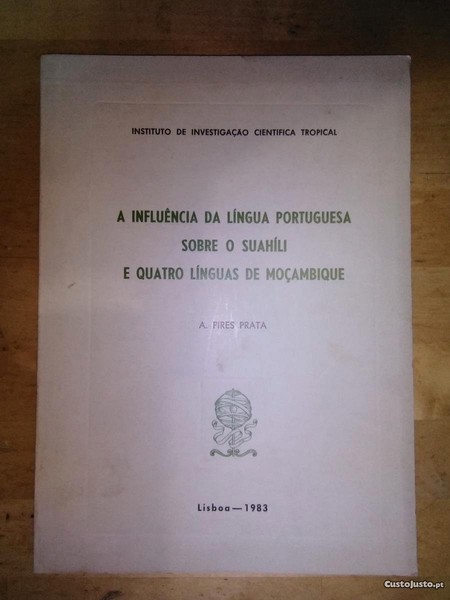 INSTITUTO DE INVESTIGAÇÃO CIENTIFICA TROPICAL
A INFLUÊNCIA DA LÍNGUA PORTUGUESA
SOBRE O SUAHÍLI
E QUATRO LÍNGUAS DE MOÇAMBIQUE
A. PIRES PRATA
Lisboa — 1983
CustoJusto.pt